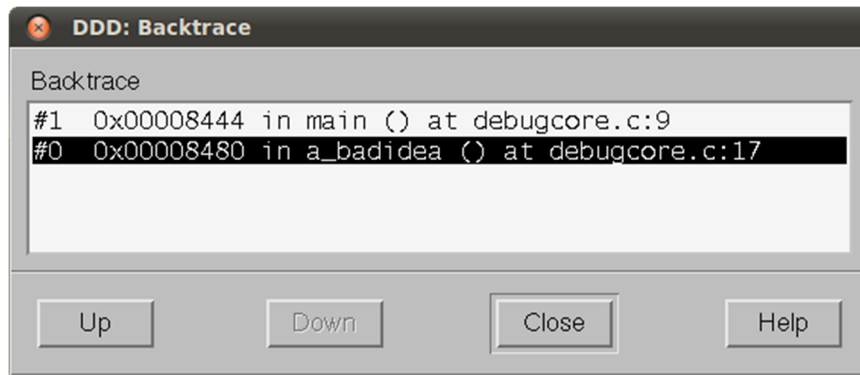 DDD: Backtrace
Backtrace
#1  0x00008444 in main () at debugcore.c:9
#0  0x00008480 in a_badidea () at debugcore.c:17
Up Down Close Help